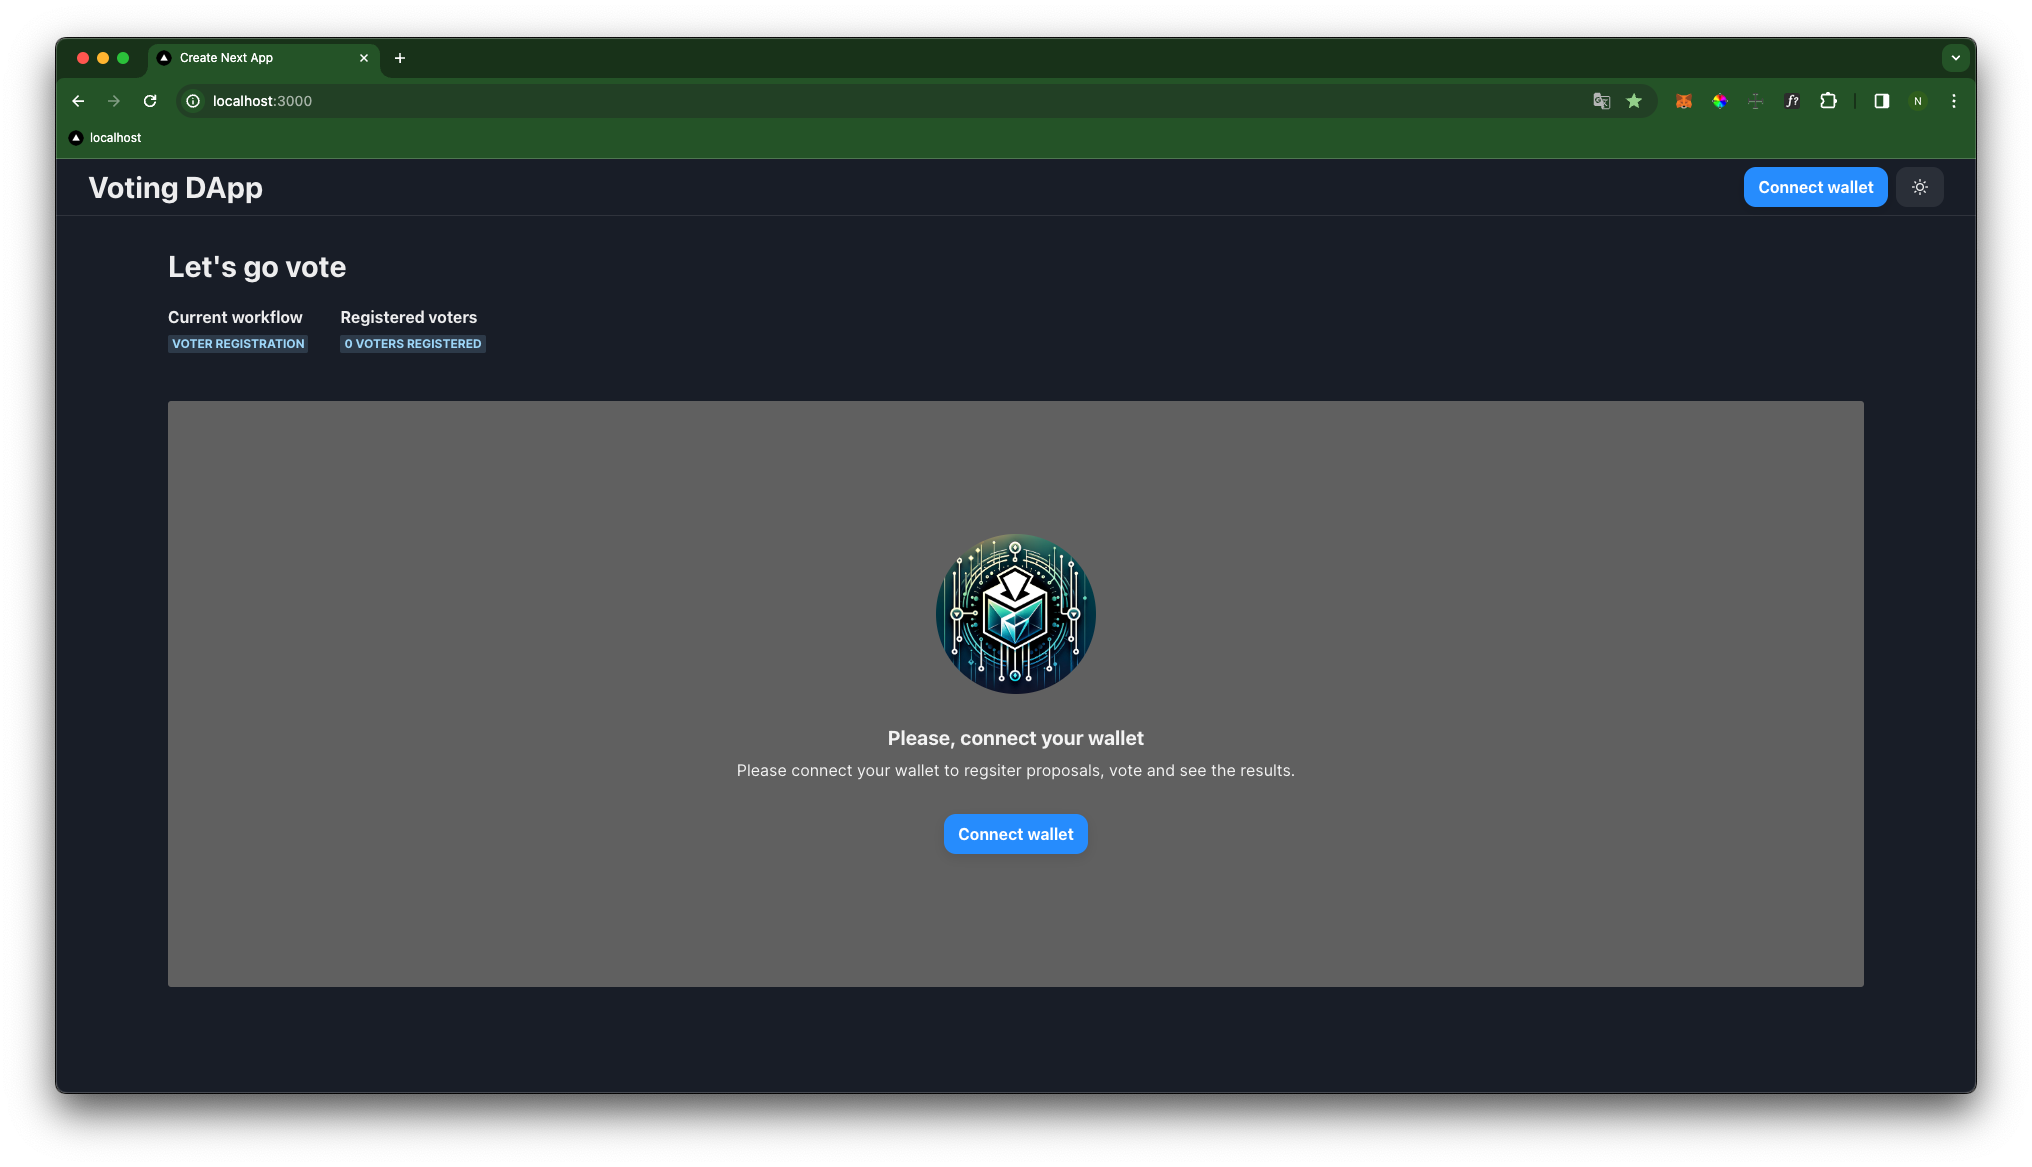 Create Next App
localhost:3000
f?
N
localhost
Voting DApp
Connect wallet
Let's go vote
Current workflow
Registered voters
VOTER REGISTRATION
0 VOTERS REGISTERED
Please, connect your wallet
Please connect your wallet to regsiter proposals, vote and see the results.
Connect wallet